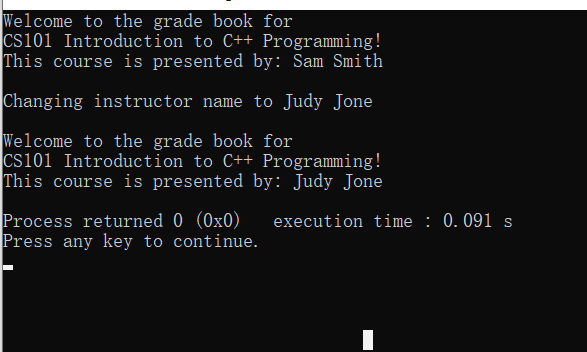 Welcome to the grade book for
CS101 Introduction to C++ Programming!
This course is presented by: Sam Smith
Changing instructor name to Judy Jone
Welcome to the grade book for
CS101 Introduction to C++ Programming!
This course is presented by: Judy Jone
Process returned 0 (0x0)   execution time : 0.091 s
Press any key to continue.